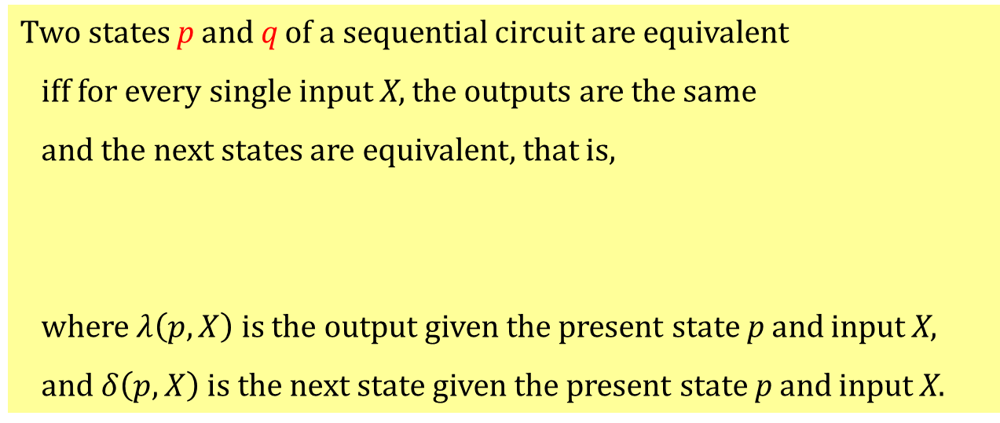 Two states p and q of a sequential circuit are equivalent
iff for every single input X, the outputs are the same
and the next states are equivalent, that is,
where λ(p, X) is the output given the present state p and input X,
and δ(p, X) is the next state given the present state p and input X.